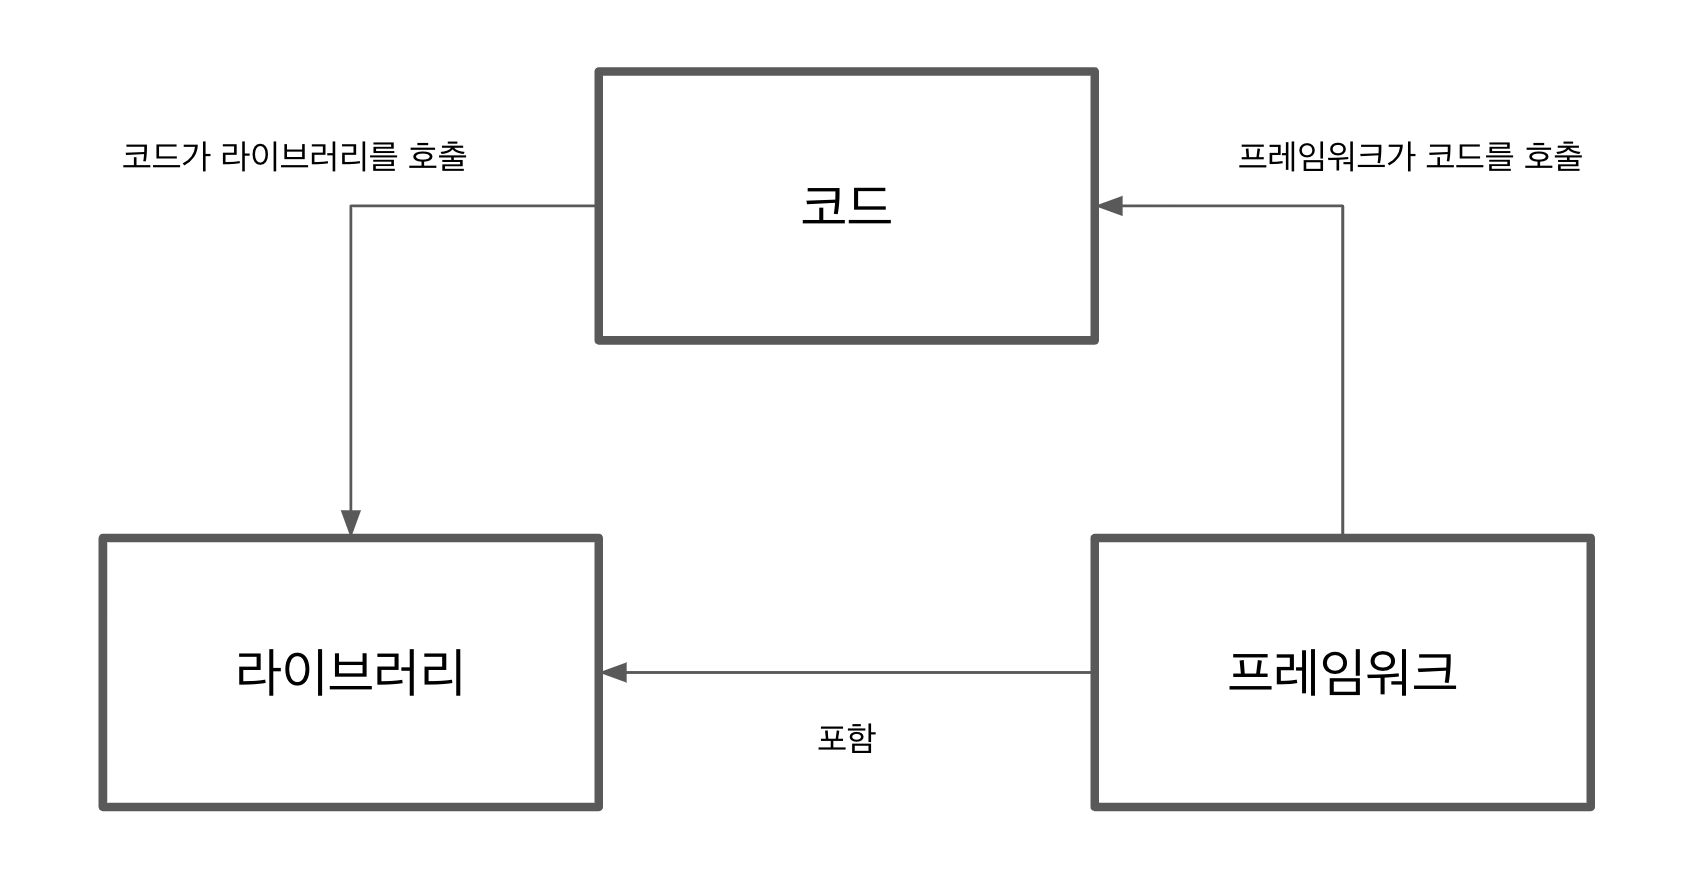 코드가 라이브러리를 호출
프레임워크가 코드를 호출
코드
라이브러리
프레임워크
포함